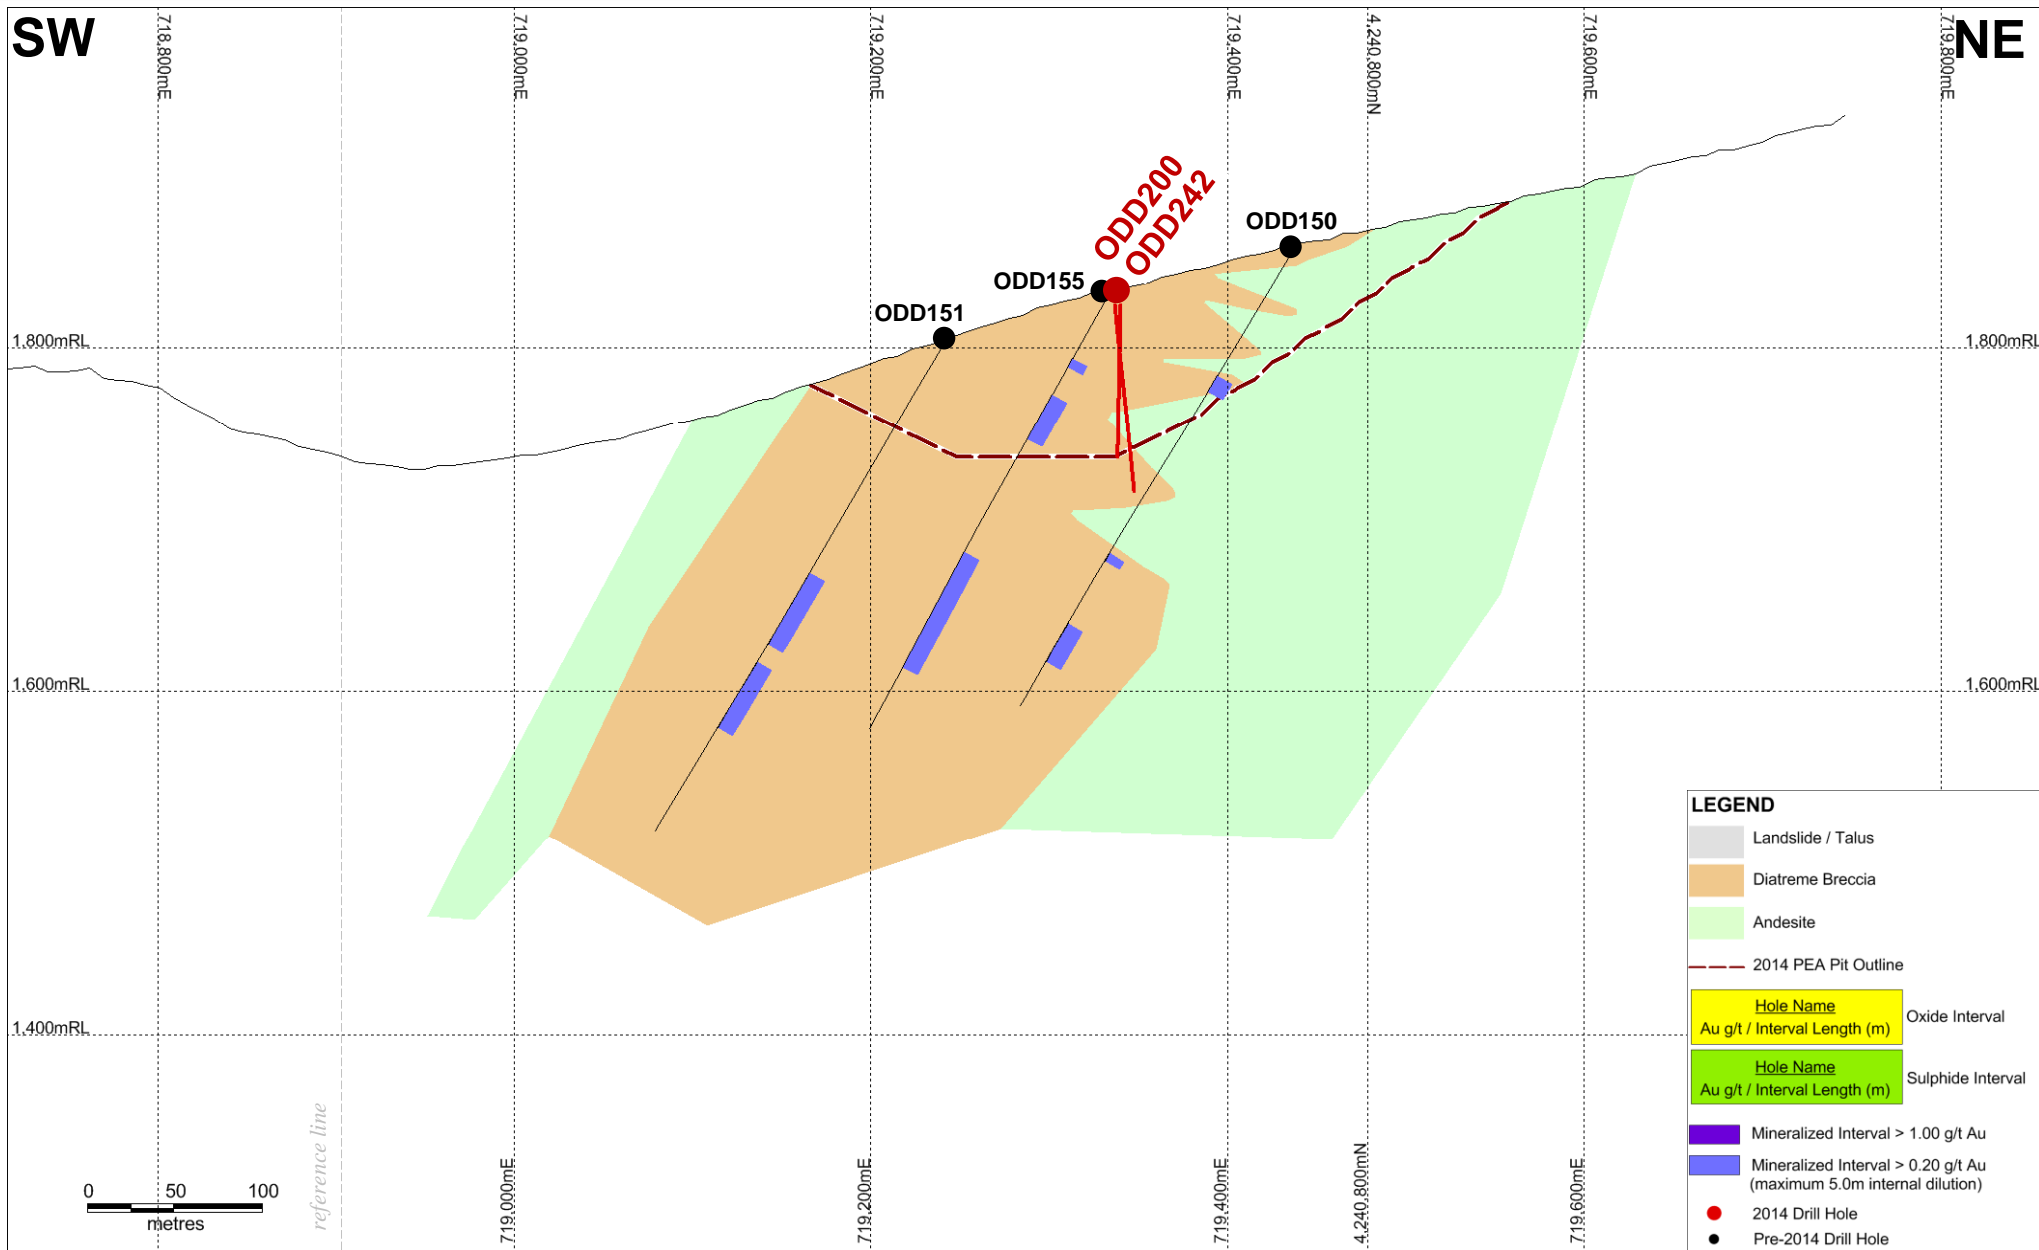 SW
NE
718,800mE
719,000mE
719,200mE
719,400mE
4,240,800mN
719,600mE
719,800mE
ODD200
ODD242
ODD150
ODD155
ODD151
1,800mRL
1,800mRL
1,600mRL
1,600mRL
1,400mRL
LEGEND
Landslide / Talus
Diatreme Breccia
Andesite
2014 PEA Pit Outline
Hole Name
Au g/t / Interval Length (m)
Oxide Interval
Hole Name
Au g/t / Interval Length (m)
Sulphide Interval
Mineralized Interval > 1.00 g/t Au
Mineralized Interval > 0.20 g/t Au
(maximum 5.0m internal dilution)
2014 Drill Hole
Pre-2014 Drill Hole
0 50 100
metres
reference line
719,000mE
719,200mE
719,400mE
4,240,800mN
719,600mE